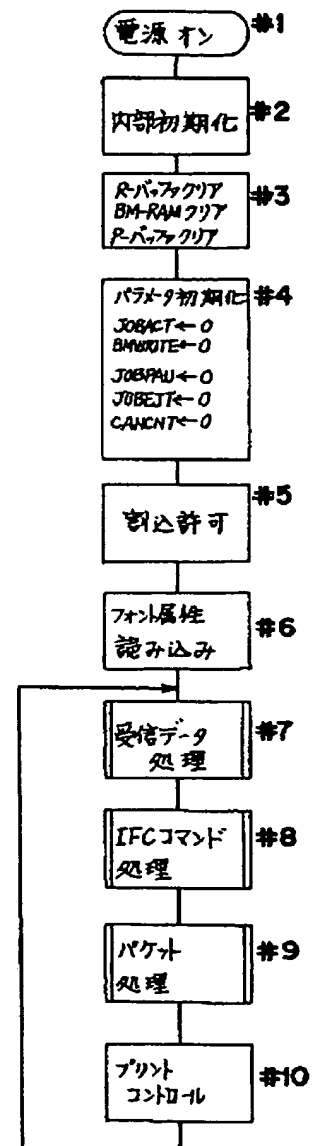 電源オン #1
内部初期化 #2
R-バッファクリア #3
BM-RAMクリア
P-バッファクリア
パラメータ初期化 #4
JOBACT←0
BMWOTE←0
JOBPAU←0
JOBEJT←0
CANCNT←0
割込許可 #5
フォント属性 #6
読み込み
受信データ #7
処理
IFCコマンド #8
処理
パケット #9
処理
プリント #10
コントロール